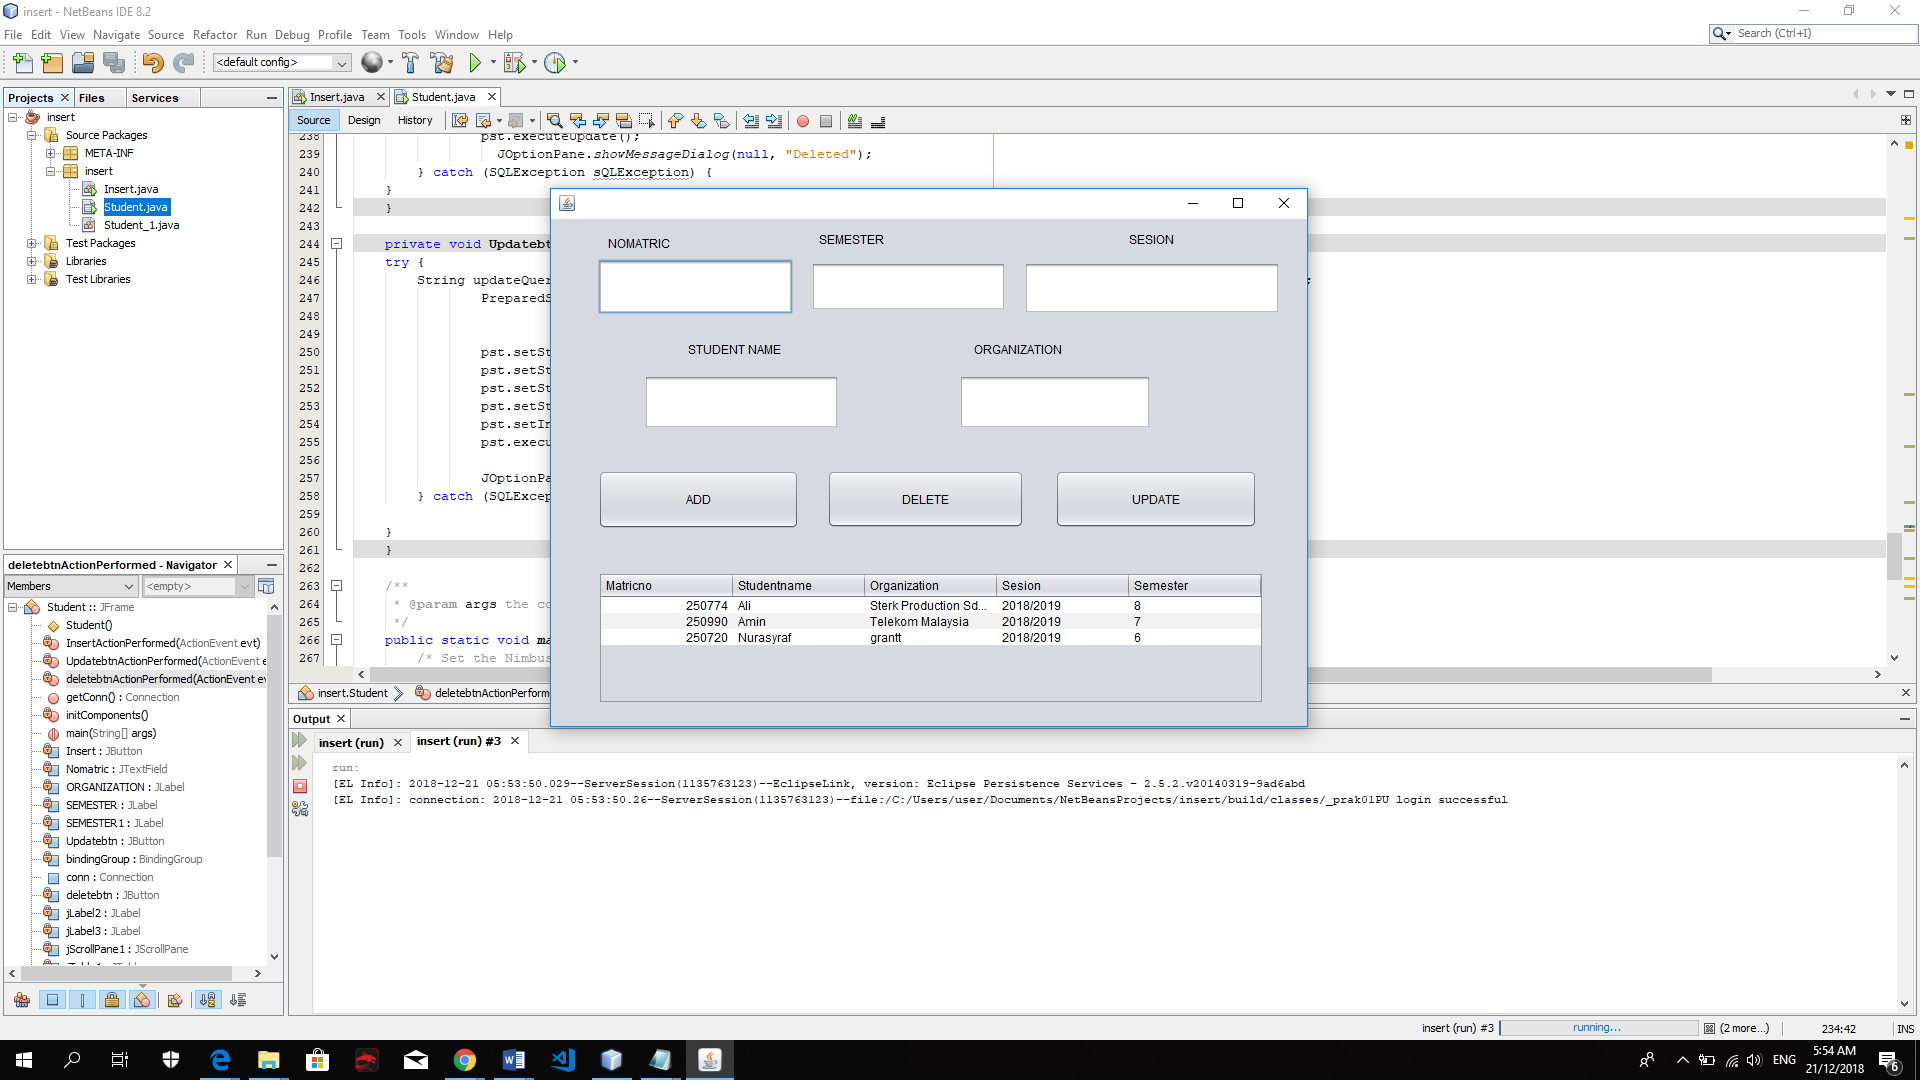 insert - NetBeans IDE 8.2
File Edit View Navigate Source Refactor Run Debug Profile Team Tools Window Help
Search (Ctrl+I)
<default config>
Projects Files Services
insert
Source Packages
META-INF
insert
Insert.java
Student.java
Student_1.java
Test Packages
Libraries
Test Libraries
Insert.java Student.java
Source Design History
238 pst.executeUpdate();
239 JOptionPane.showMessageDialog(null, "Deleted");
240 } catch (SQLException sQLException) {
241 }
242 }
243
244 private void Updatebt
245 try {
246 String updateQuer ;
247 PreparedS
248
249
250 pst.setSt
251 pst.setSt
252 pst.setSt
253 pst.setSt
254 pst.setIn
255 pst.execu
256
257 JOptionPa
258 } catch (SQLExcep
259
260 }
261 }
262
263 /**
264 * @param args the co
265 */
266 public static void ma
267 /* Set the Nimbus
insert.Student deletebtnActionPerform
NOMATRIC SEMESTER SESION
STUDENT NAME ORGANIZATION
ADD DELETE UPDATE
Matricno Studentname Organization Sesion Semester
250774 Ali Sterk Production Sd... 2018/2019 8
250990 Amin Telekom Malaysia 2018/2019 7
250720 Nurasyraf grantt 2018/2019 6
deletebtnActionPerformed - Navigator
Members <empty>
Student :: JFrame
Student()
InsertActionPerformed(ActionEvent evt)
UpdatebtnActionPerformed(ActionEvent e
deletebtnActionPerformed(ActionEvent ev
getConn() : Connection
initComponents()
main(String[] args)
Insert : JButton
Nomatric : JTextField
ORGANIZATION : JLabel
SEMESTER : JLabel
SEMESTER1 : JLabel
Updatebtn : JButton
bindingGroup : BindingGroup
conn : Connection
deletebtn : JButton
jLabel2 : JLabel
jLabel3 : JLabel
jScrollPane1 : JScrollPane
Output
insert (run) insert (run) #3
run:
[EL Info]: 2018-12-21 05:53:50.029--ServerSession(1135763123)--EclipseLink, version: Eclipse Persistence Services - 2.5.2.v20140319-9ad6abd
[EL Info]: connection: 2018-12-21 05:53:50.26--ServerSession(1135763123)--file:/C:/Users/user/Documents/NetBeansProjects/insert/build/classes/_prak01PU login successful
insert (run) #3 running... (2 more...) 234:42 INS
ENG 5:54 AM
21/12/2018 6